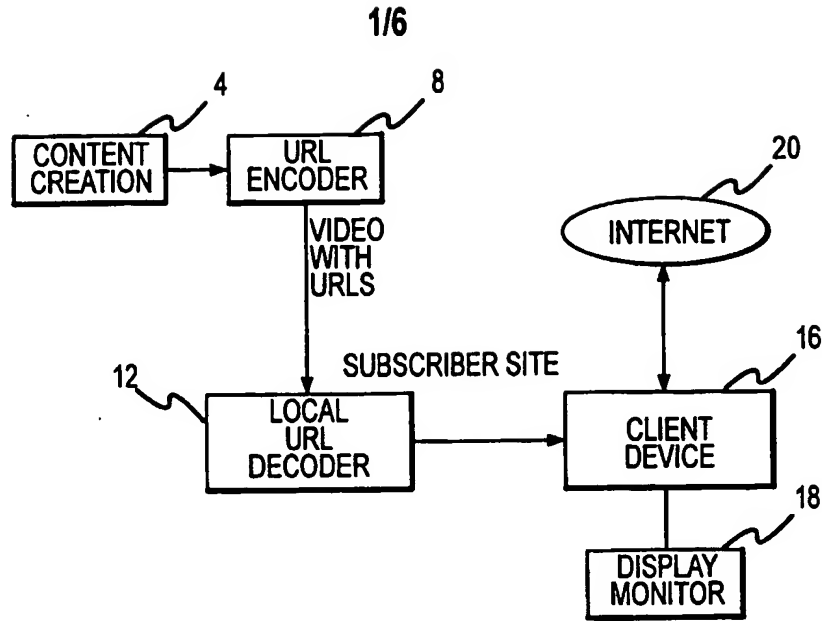 1/6
4
8
CONTENT
CREATION
URL
ENCODER
20
INTERNET
VIDEO
WITH
URLS
SUBSCRIBER SITE
16
12
LOCAL
URL
DECODER
CLIENT
DEVICE
18
DISPLAY
MONITOR